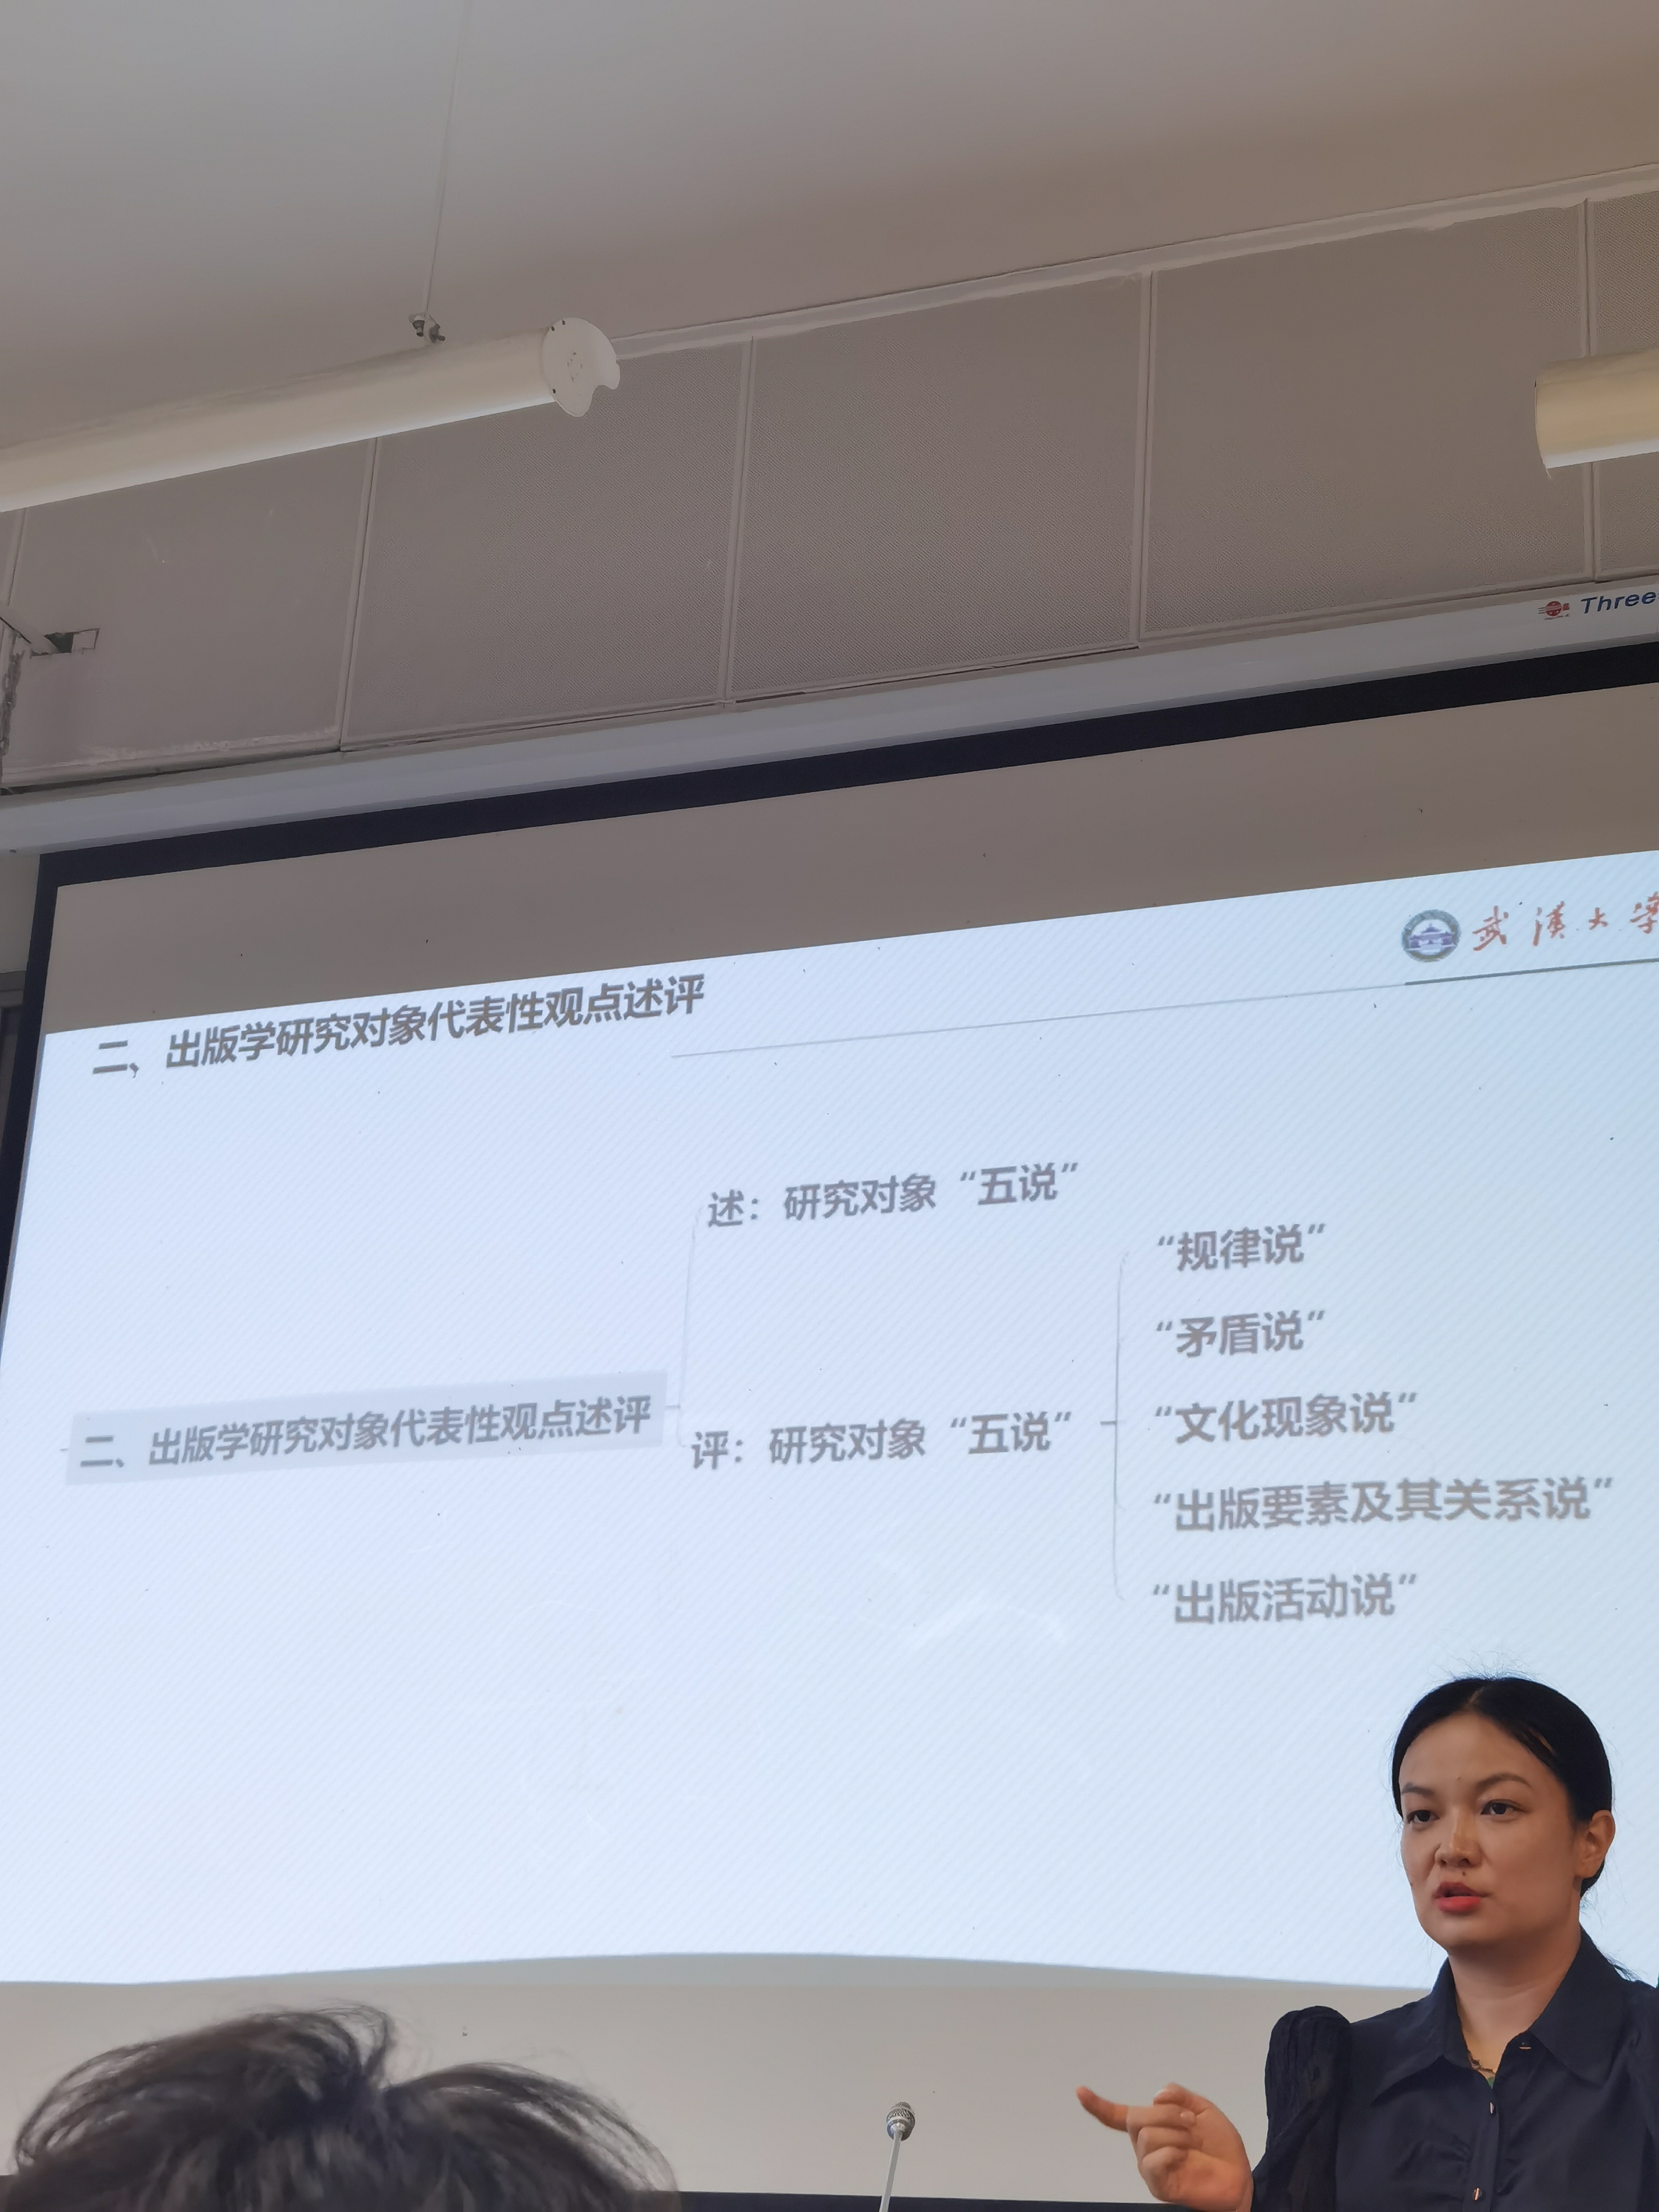 Three
武漢大学
二、出版学研究对象代表性观点述评
述：研究对象“五说”
“规律说”
“矛盾说”
二、出版学研究对象代表性观点述评
评：研究对象“五说”
“文化现象说”
“出版要素及其关系说”
“出版活动说”